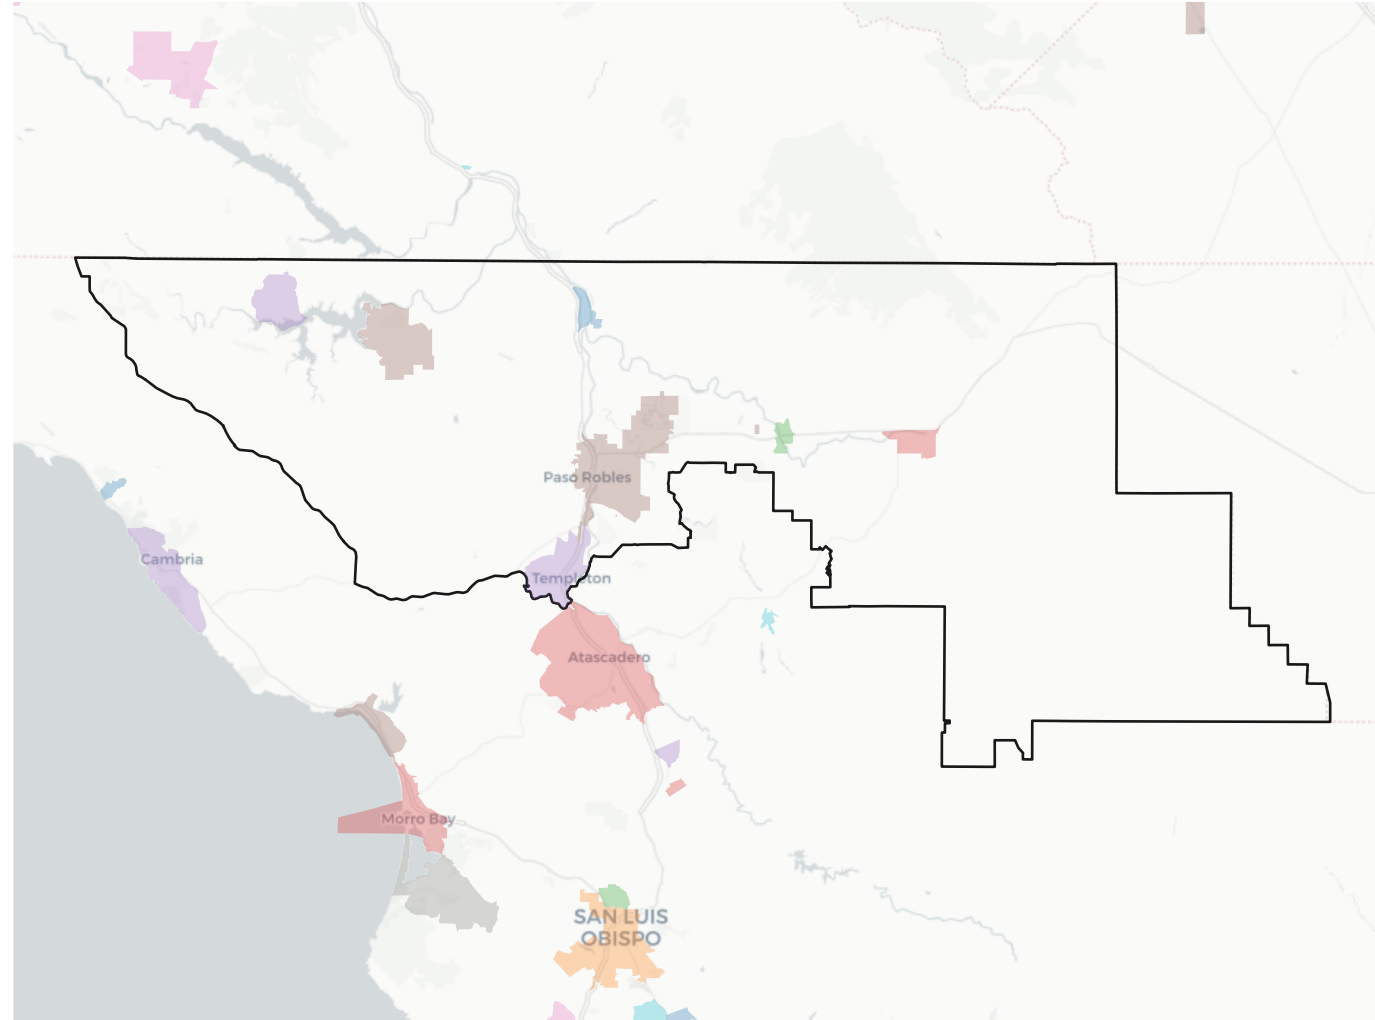 Paso Robles
Cambria
Templeton
Atascadero
Morro Bay
SAN LUIS
OBISPO